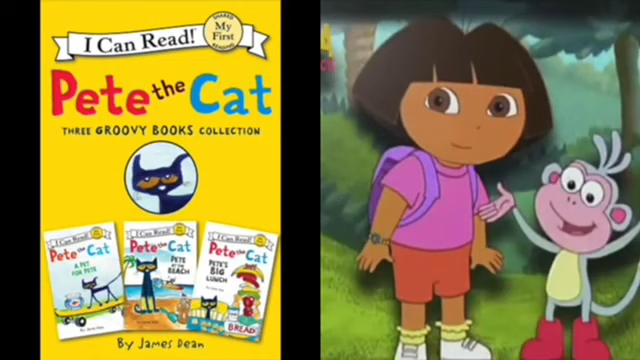 I Can Read!
SHARED
My
First
READING
Pete the Cat
THREE GROOVY BOOKS COLLECTION
I Can Read!
Pete the Cat
A PET
FOR PETE
I Can Read!
Pete the Cat
PETE
AT THE
BEACH
I Can Read!
Pete the Cat
PETE'S
BIG
LUNCH
BREAD
By James Dean